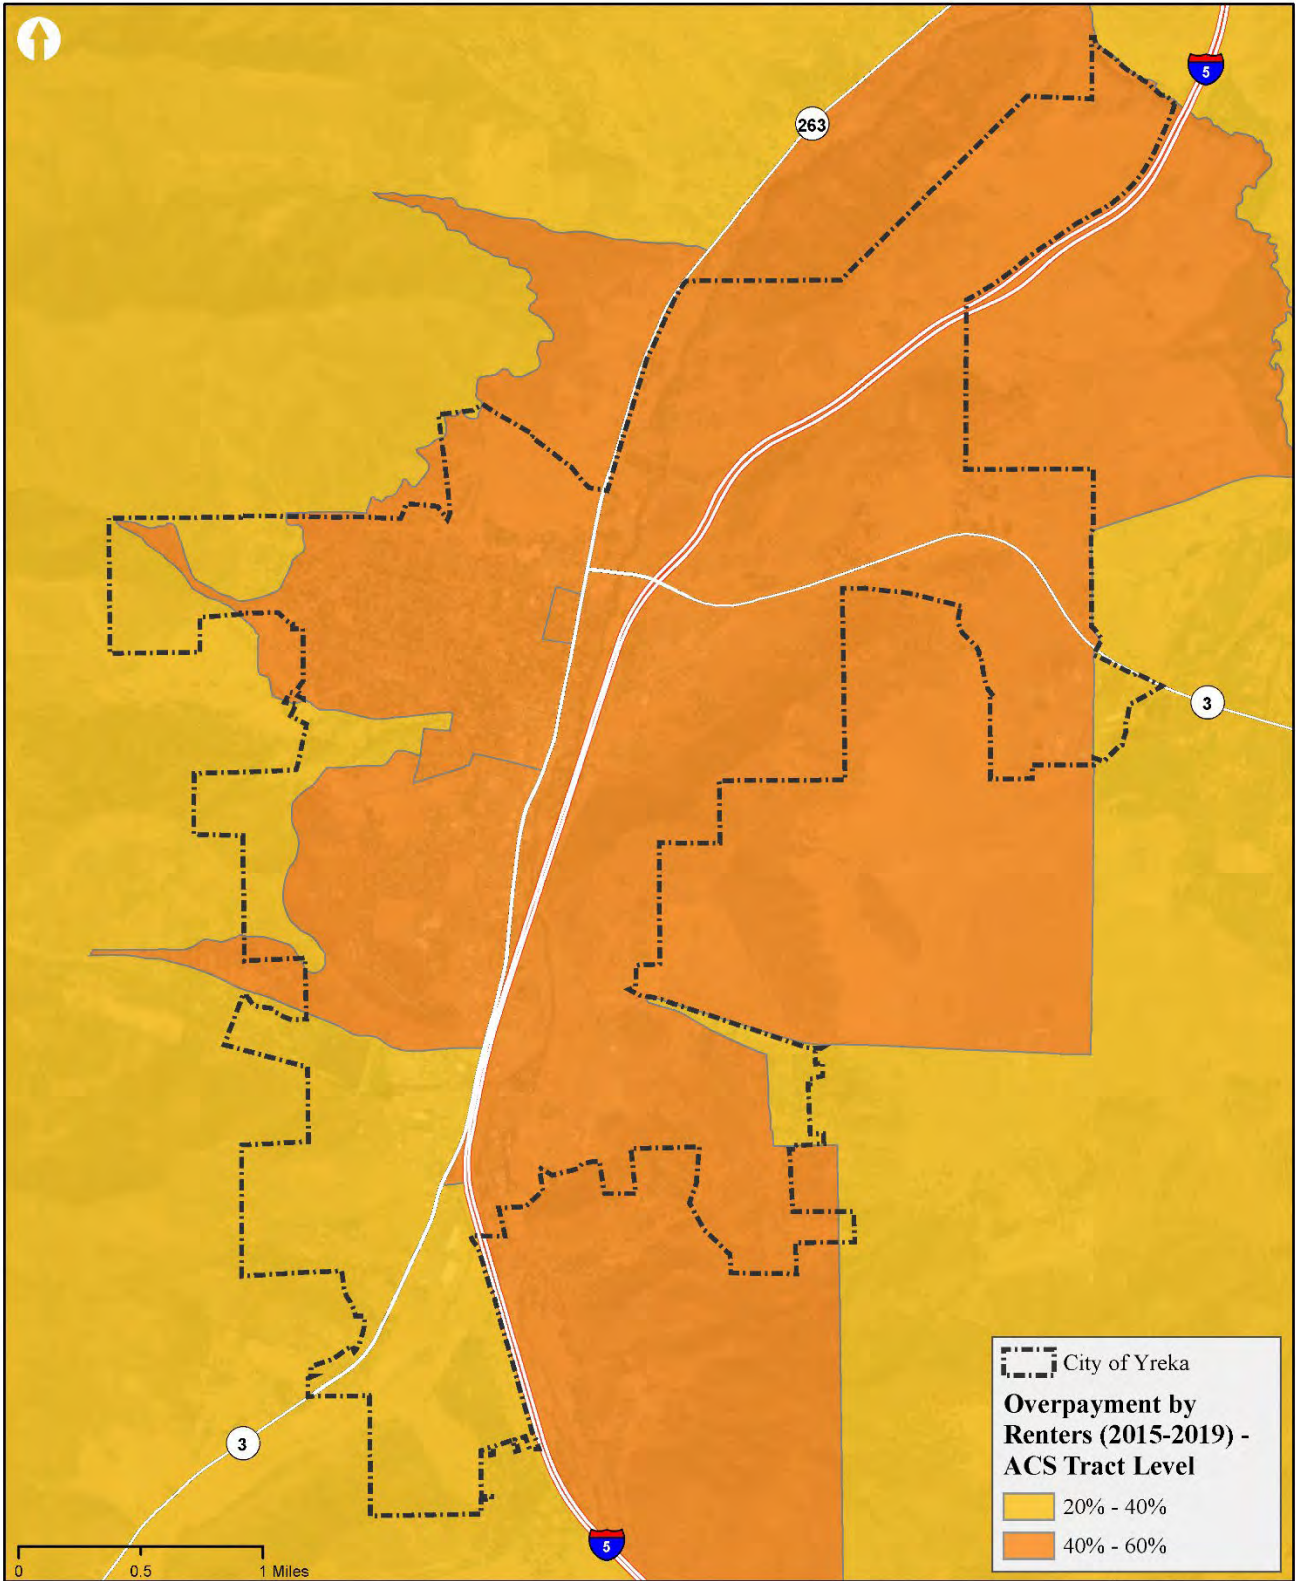 5
263
3
3
5
City of Yreka
Overpayment by
Renters (2015-2019) -
ACS Tract Level
20% - 40%
40% - 60%
0 0.5 1 Miles